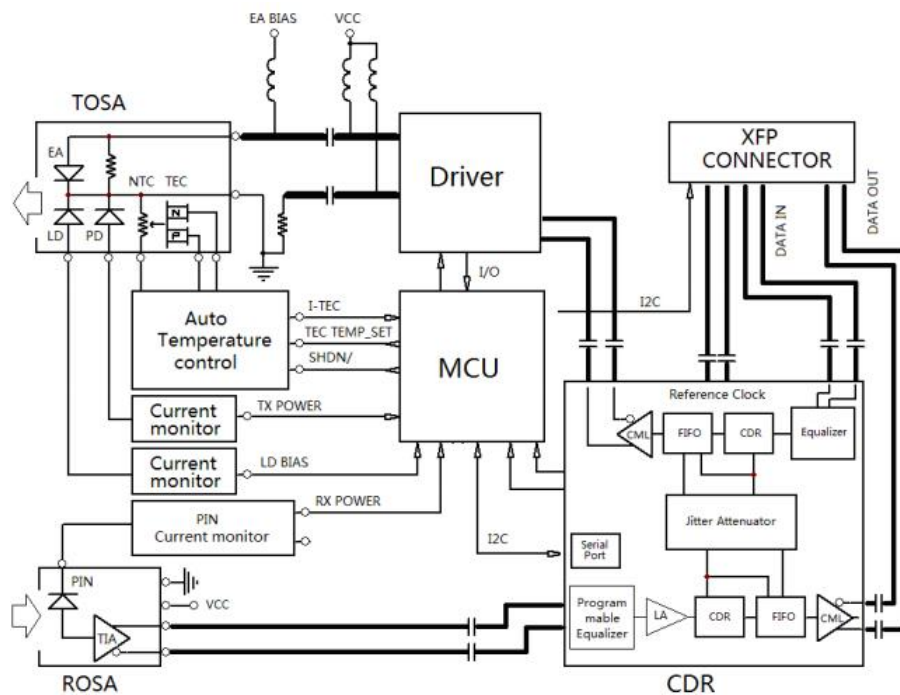 EA BIAS
VCC
TOSA
EA
NTC
TEC
N
P
LD
PD
Driver
XFP
CONNECTOR
DATA IN
DATA OUT
I/O
I2C
Auto
Temperature
control
I-TEC
TEC TEMP_SET
SHDN/
MCU
Current
monitor
TX POWER
Current
monitor
LD BIAS
PIN
Current monitor
RX POWER
I2C
Reference Clock
CML
FIFO
CDR
Equalizer
Jitter Attenuator
Serial
Port
Program
mable
Equalizer
LA
CDR
FIFO
CML
CDR
PIN
VCC
TIA
ROSA